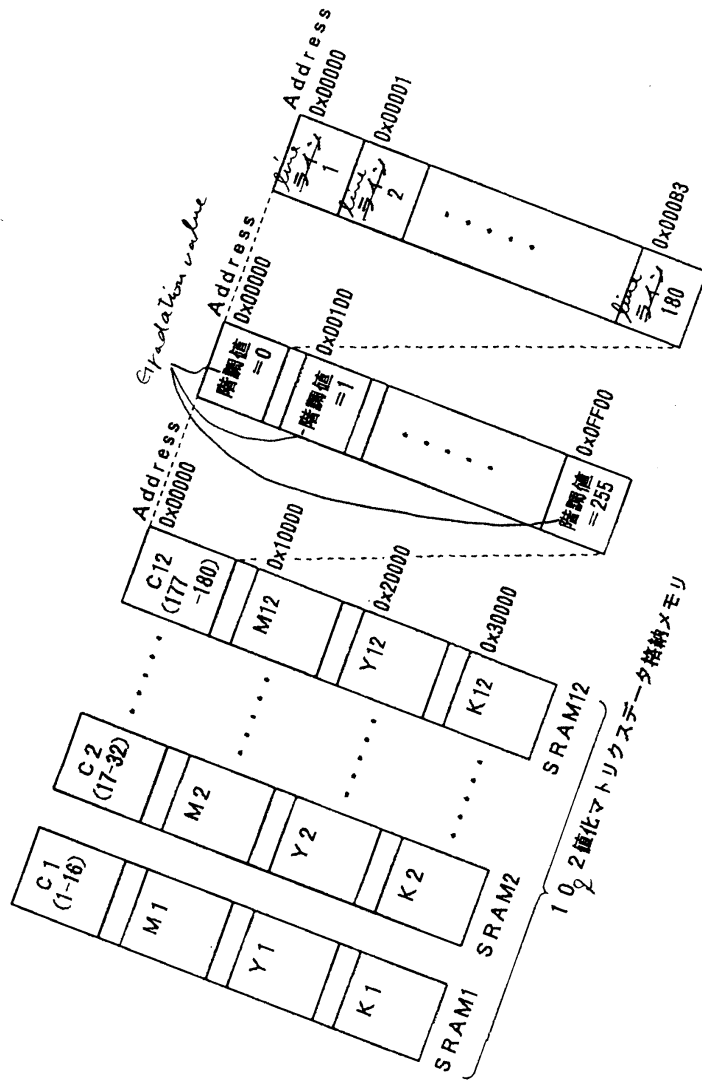 C1
(1-16)
M1
Y1
K1
SRAM1
C2
(17-32)
M2
Y2
K2
SRAM2
Address
C12
(177
-180)
0x00000
M12
0x10000
Y12
0x20000
K12
0x30000
SRAM12
Gradation value
Address
階調値
=0
0x00000
階調値
=1
0x00100
階調値
=255
0x0FF00
Address
line
ライン
1
0x00000
line
ライン
2
0x00001
line
ライン
180
0x000B3
2値化マトリクスデータ格納メモリ